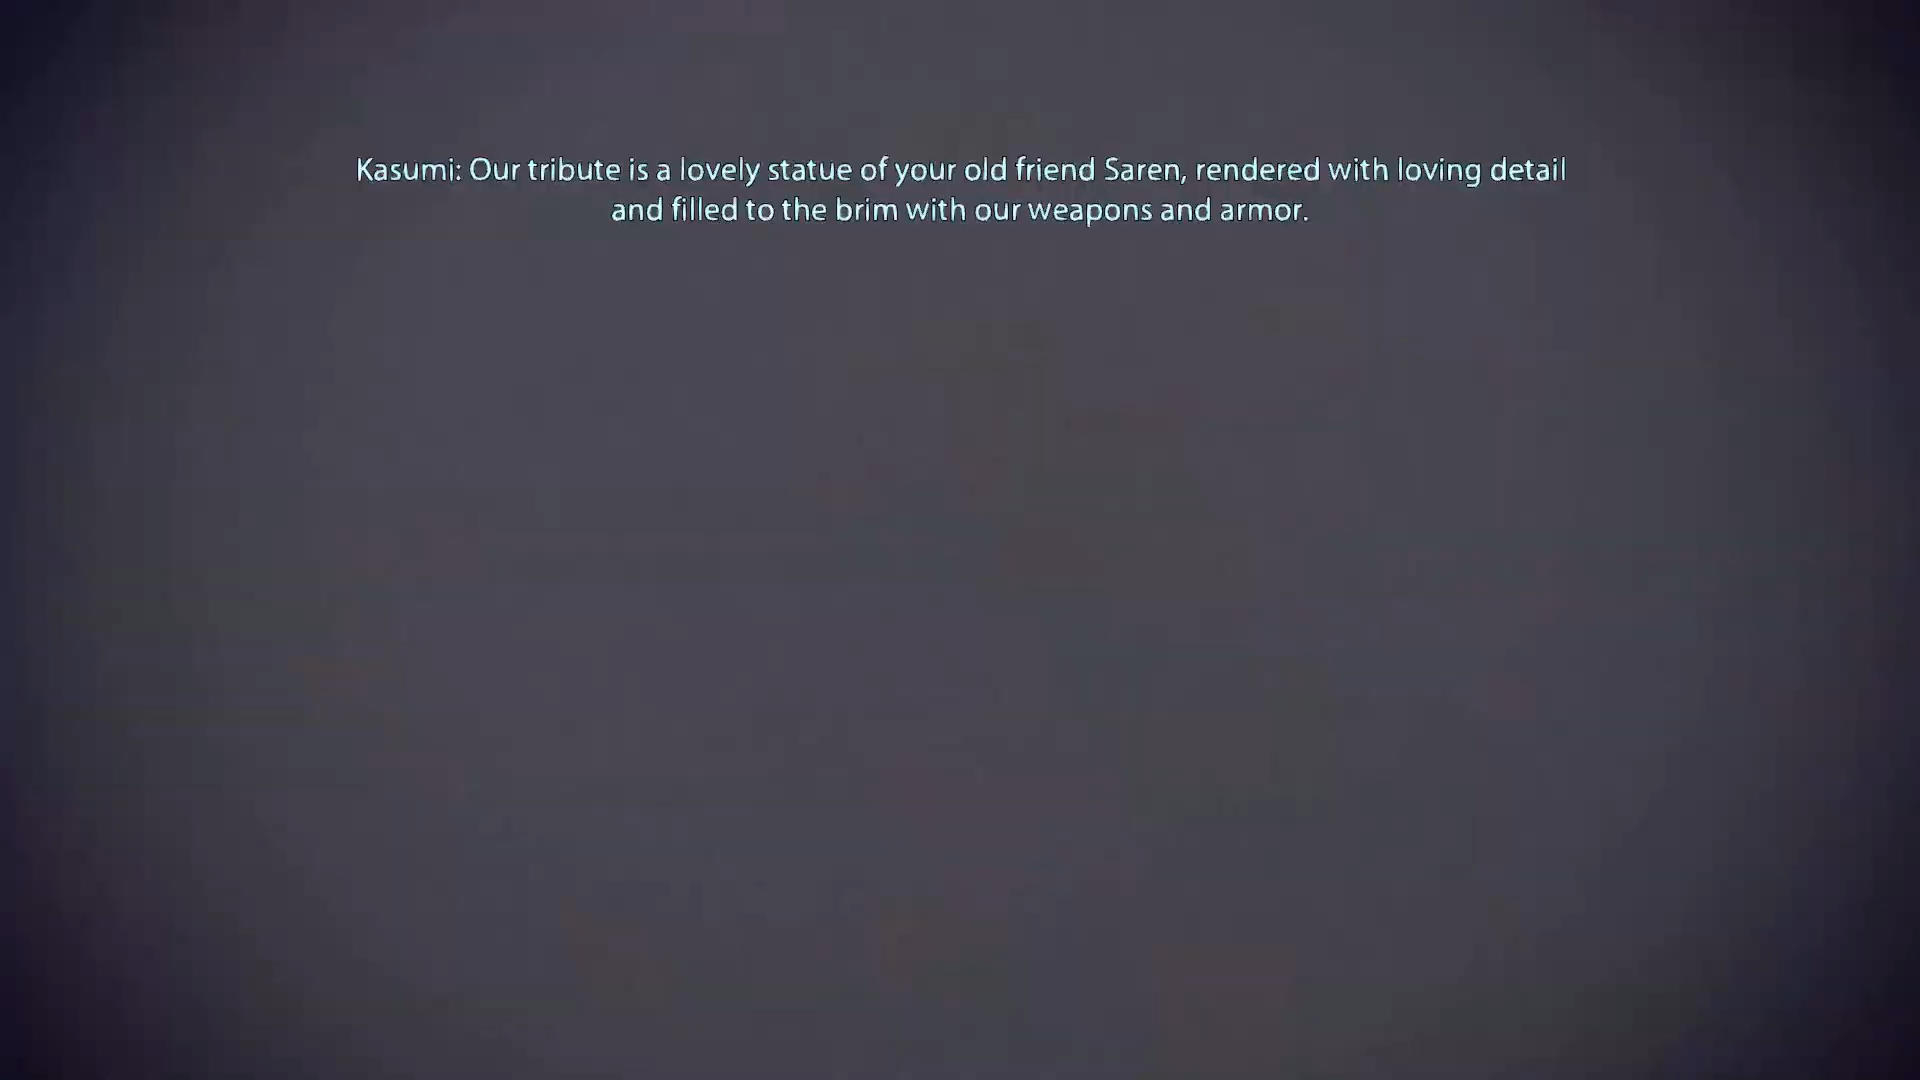 Kasumi: Our tribute is a lovely statue of your old friend Saren, rendered with loving detail
and filled to the brim with our weapons and armor.